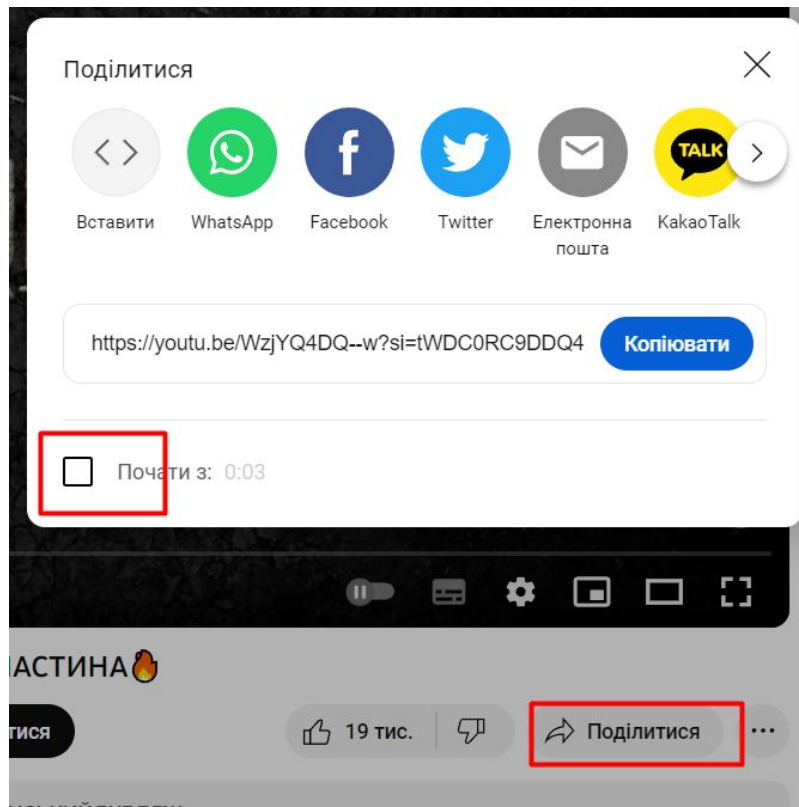 Поділитися
TALK
Вставити
WhatsApp
Facebook
Twitter
Електронна пошта
KakaoTalk
https://youtu.be/WzjYQ4DQ--w?si=tWDC0RC9DDQ4
Копіювати
Почати з: 0:03
АСТИНА🔥
тися
19 тис.
Поділитися